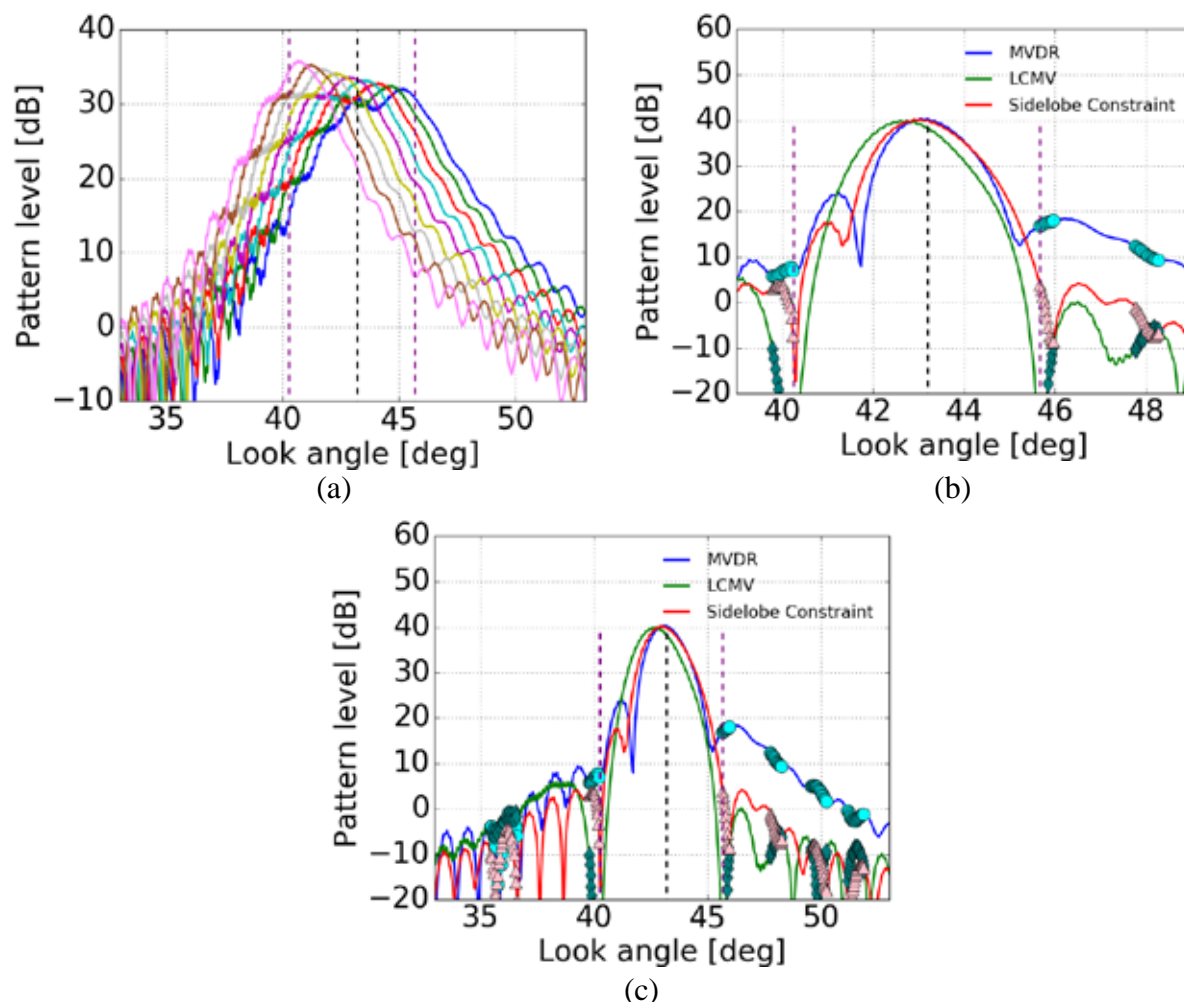 40
30
20
10
0
−10
35 40 45 50
Pattern level [dB]
Look angle [deg]
(a)
60
50
40
30
20
10
0
−10
−20
40 42 44 46 48
Pattern level [dB]
Look angle [deg]
MVDR
LCMV
Sidelobe Constraint
(b)
60
50
40
30
20
10
0
−10
−20
35 40 45 50
Pattern level [dB]
Look angle [deg]
MVDR
LCMV
Sidelobe Constraint
(c)